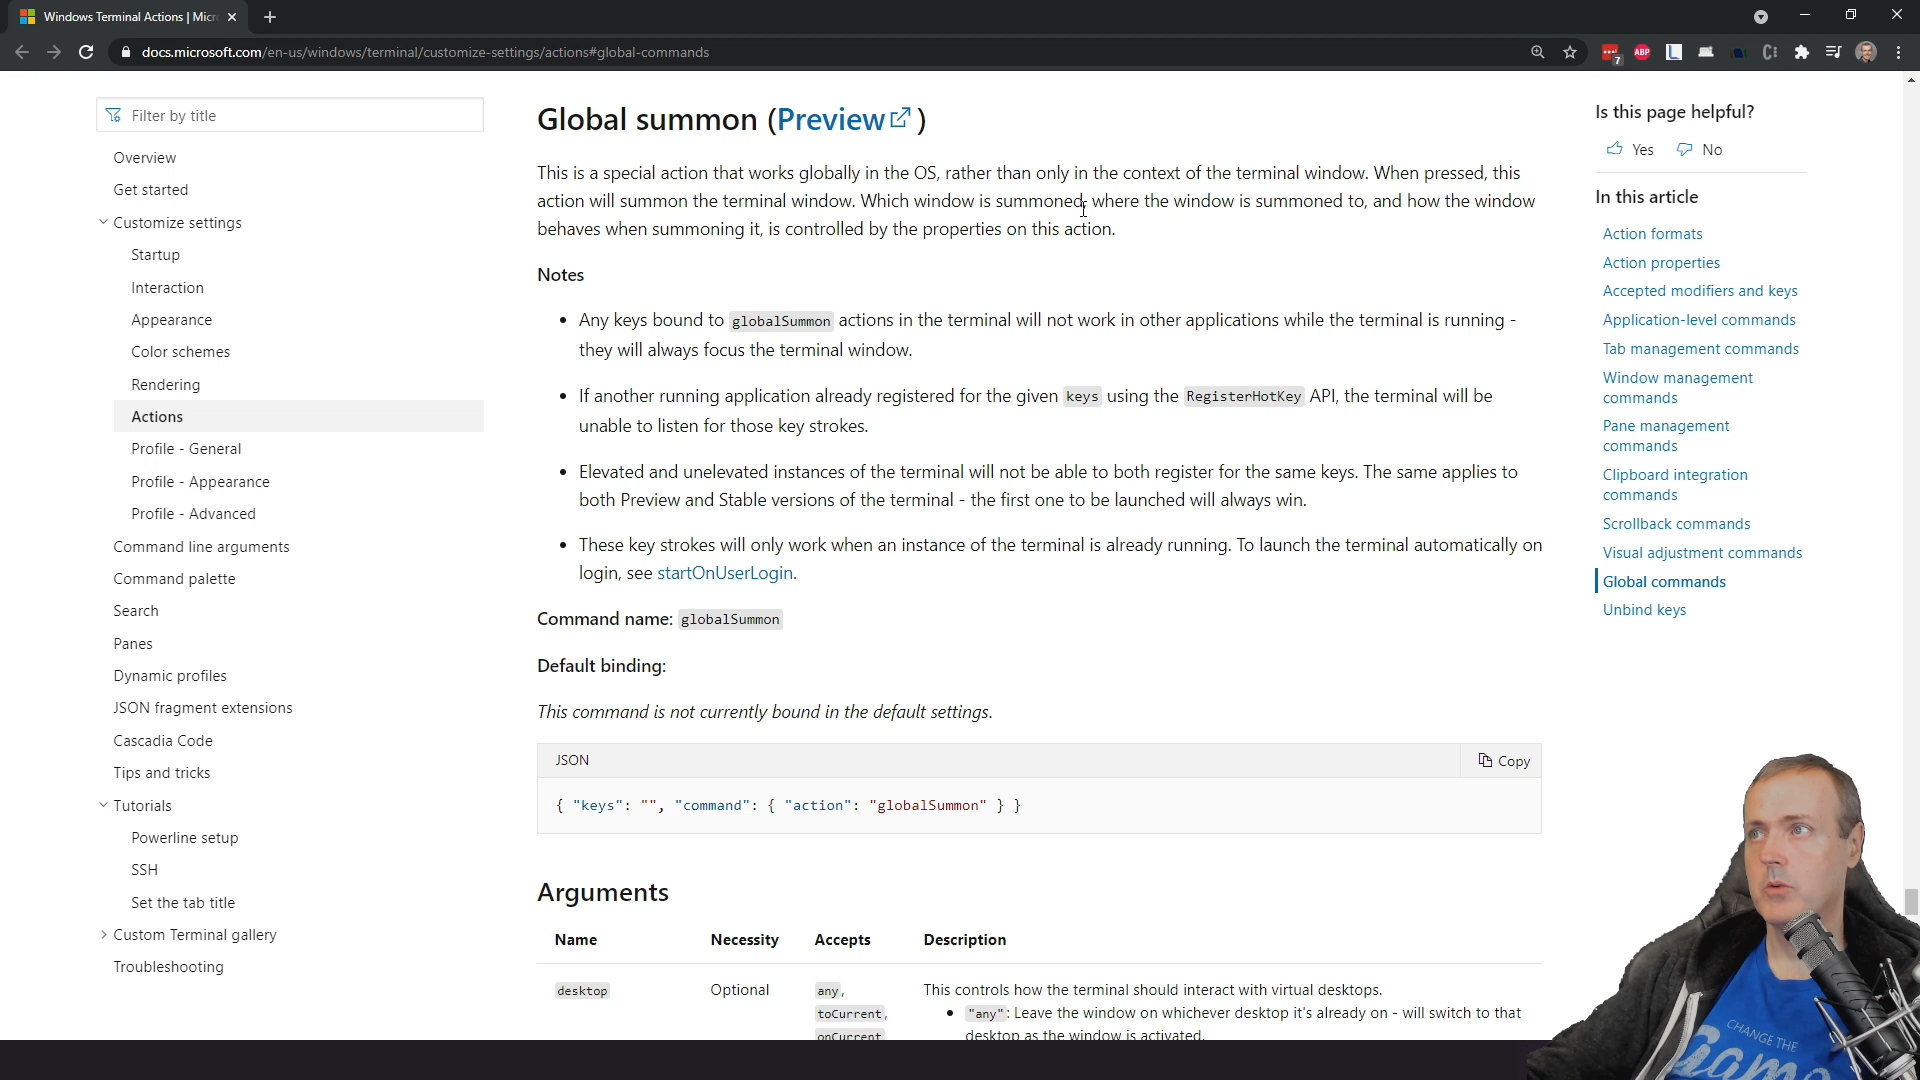 Windows Terminal Actions | Micr
docs.microsoft.com/en-us/windows/terminal/customize-settings/actions#global-commands
7
ABP
L
C
Filter by title
Overview
Get started
Customize settings
Startup
Interaction
Appearance
Color schemes
Rendering
Actions
Profile - General
Profile - Appearance
Profile - Advanced
Command line arguments
Command palette
Search
Panes
Dynamic profiles
JSON fragment extensions
Cascadia Code
Tips and tricks
Tutorials
Powerline setup
SSH
Set the tab title
Custom Terminal gallery
Troubleshooting
Global summon (Preview)
This is a special action that works globally in the OS, rather than only in the context of the terminal window. When pressed, this
action will summon the terminal window. Which window is summoned, where the window is summoned to, and how the window
behaves when summoning it, is controlled by the properties on this action.
Notes
• Any keys bound to globalSummon actions in the terminal will not work in other applications while the terminal is running -
they will always focus the terminal window.
• If another running application already registered for the given keys using the RegisterHotKey API, the terminal will be
unable to listen for those key strokes.
• Elevated and unelevated instances of the terminal will not be able to both register for the same keys. The same applies to
both Preview and Stable versions of the terminal - the first one to be launched will always win.
• These key strokes will only work when an instance of the terminal is already running. To launch the terminal automatically on
login, see startOnUserLogin.
Command name: globalSummon
Default binding:
This command is not currently bound in the default settings.
JSON
Copy
{ "keys": "", "command": { "action": "globalSummon" } }
Arguments
Name Necessity Accepts Description
desktop Optional any, This controls how the terminal should interact with virtual desktops.
toCurrent, • "any": Leave the window on whichever desktop it's already on - will switch to that
onCurrent desktop as the window is activated.
Is this page helpful?
Yes No
In this article
Action formats
Action properties
Accepted modifiers and keys
Application-level commands
Tab management commands
Window management
commands
Pane management
commands
Clipboard integration
commands
Scrollback commands
Visual adjustment commands
Global commands
Unbind keys
CHANGE THE